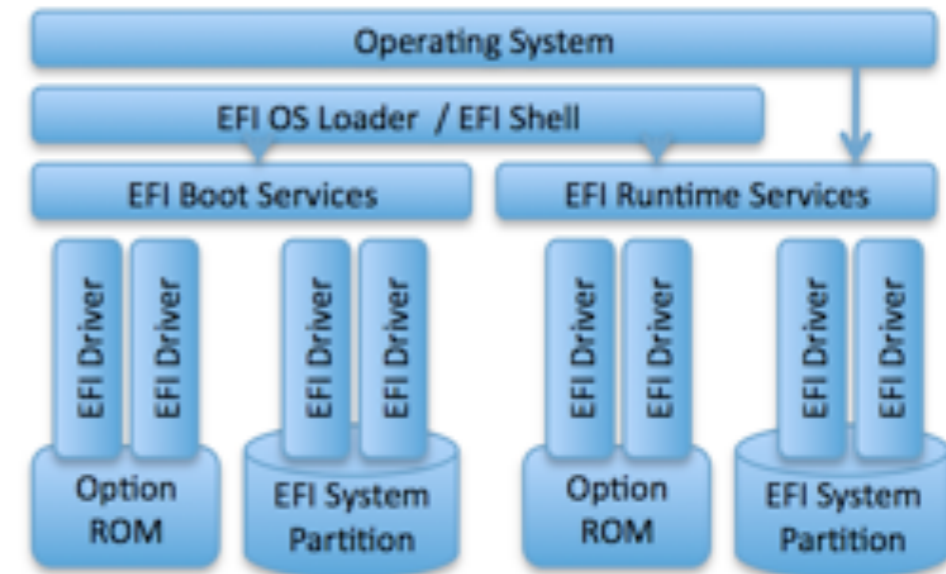 Operating System
EFI OS Loader / EFI Shell
EFI Boot Services
EFI Runtime Services
EFI Driver
EFI Driver
EFI Driver
EFI Driver
EFI Driver
EFI Driver
EFI Driver
EFI Driver
Option
ROM
EFI System
Partition
Option
ROM
EFI System
Partition